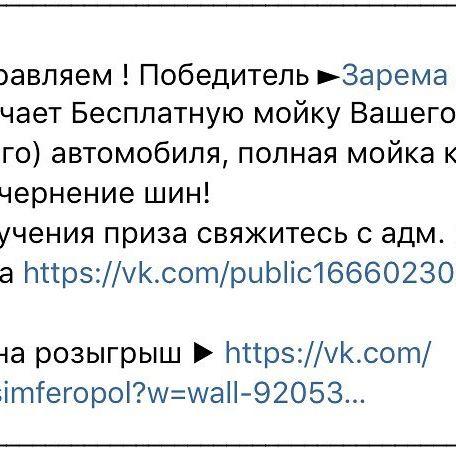 равляем ! Победитель ►Зарема
чает Бесплатную мойку Вашего
го) автомобиля, полная мойка к
чернение шин!
учения приза свяжитесь с адм.
а https://vk.com/public16660230
на розыгрыш ► https://vk.com/
simferopol?w=wall-92053...